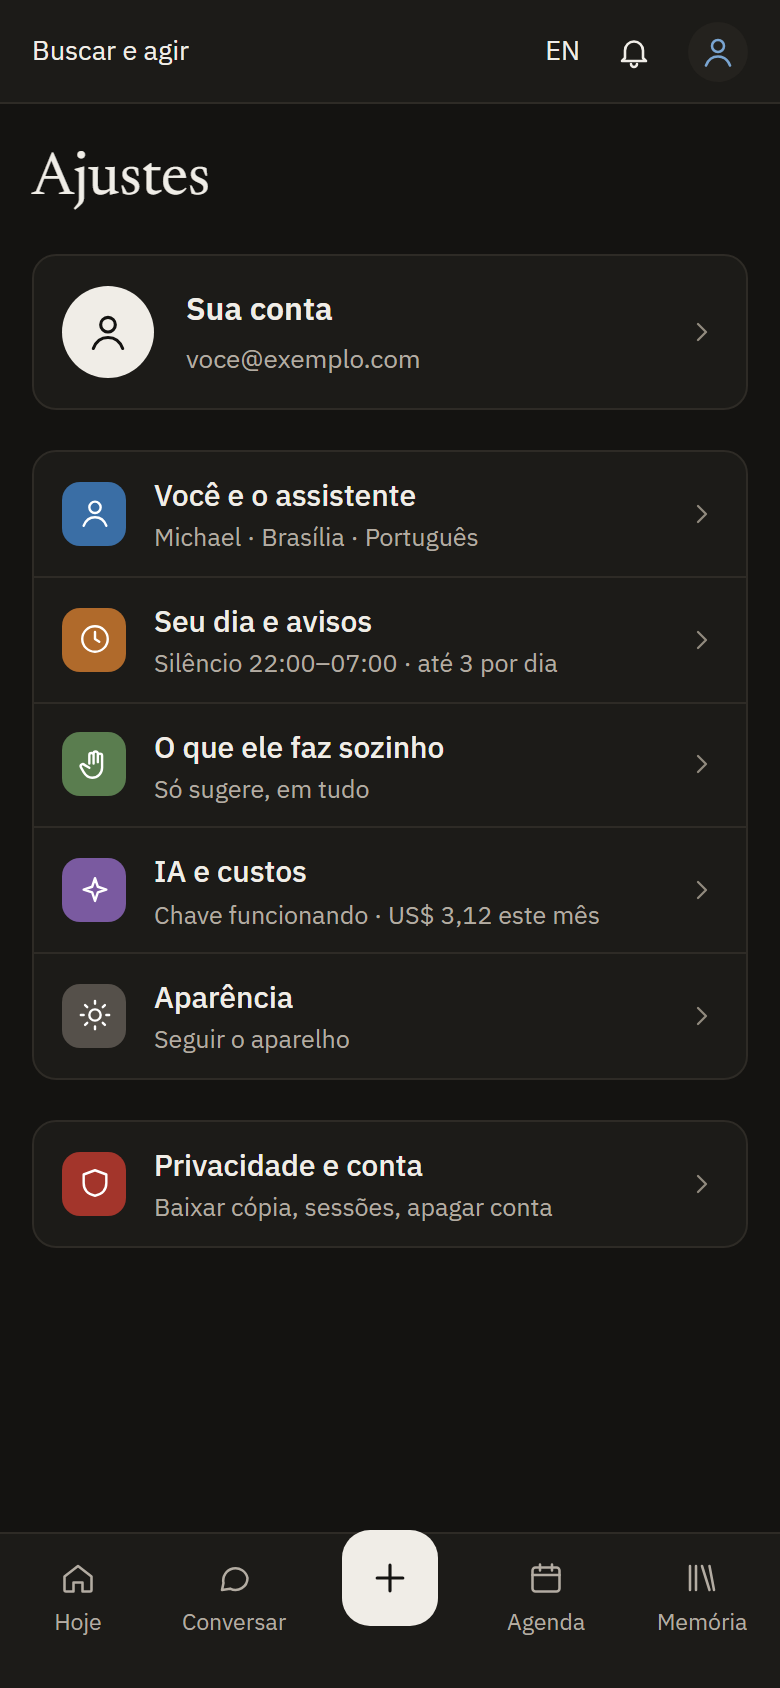 Buscar e agir
EN
Ajustes
Sua conta
voce@exemplo.com
Você e o assistente
Michael · Brasília · Português
Seu dia e avisos
Silêncio 22:00–07:00 · até 3 por dia
O que ele faz sozinho
Só sugere, em tudo
IA e custos
Chave funcionando · US$ 3,12 este mês
Aparência
Seguir o aparelho
Privacidade e conta
Baixar cópia, sessões, apagar conta
Hoje
Conversar
Agenda
Memória